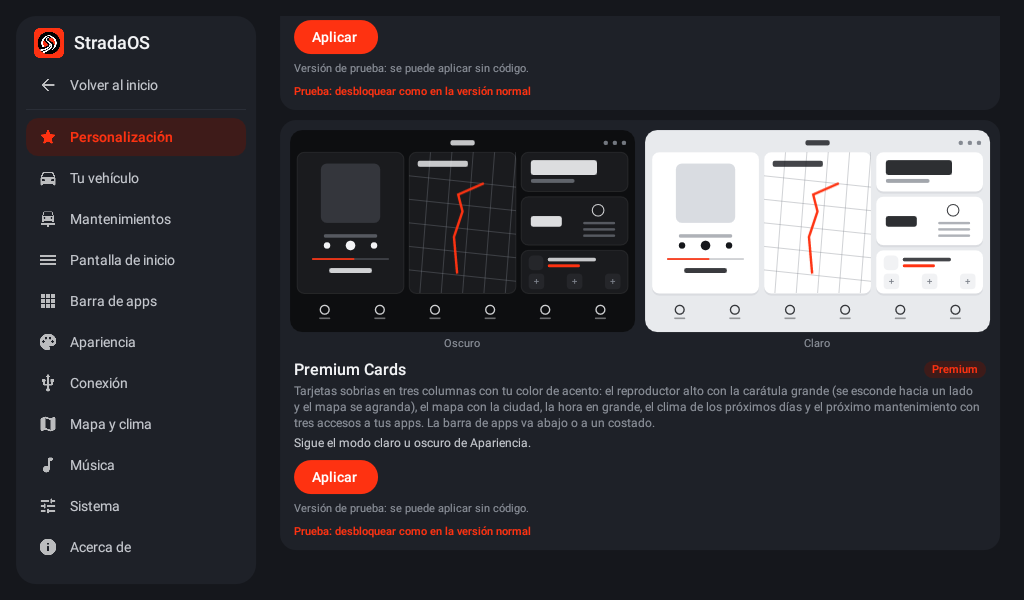 StradaOS
Volver al inicio
Personalización
Tu vehículo
Mantenimientos
Pantalla de inicio
Barra de apps
Apariencia
Conexión
Mapa y clima
Música
Sistema
Acerca de
Aplicar
Versión de prueba: se puede aplicar sin código.
Prueba: desbloquear como en la versión normal
Oscuro
Claro
Premium Cards
Premium
Tarjetas sobrias en tres columnas con tu color de acento: el reproductor alto con la carátula grande (se esconde hacia un lado
y el mapa se agranda), el mapa con la ciudad, la hora en grande, el clima de los próximos días y el próximo mantenimiento con
tres accesos a tus apps. La barra de apps va abajo o a un costado.
Sigue el modo claro u oscuro de Apariencia.
Aplicar
Versión de prueba: se puede aplicar sin código.
Prueba: desbloquear como en la versión normal